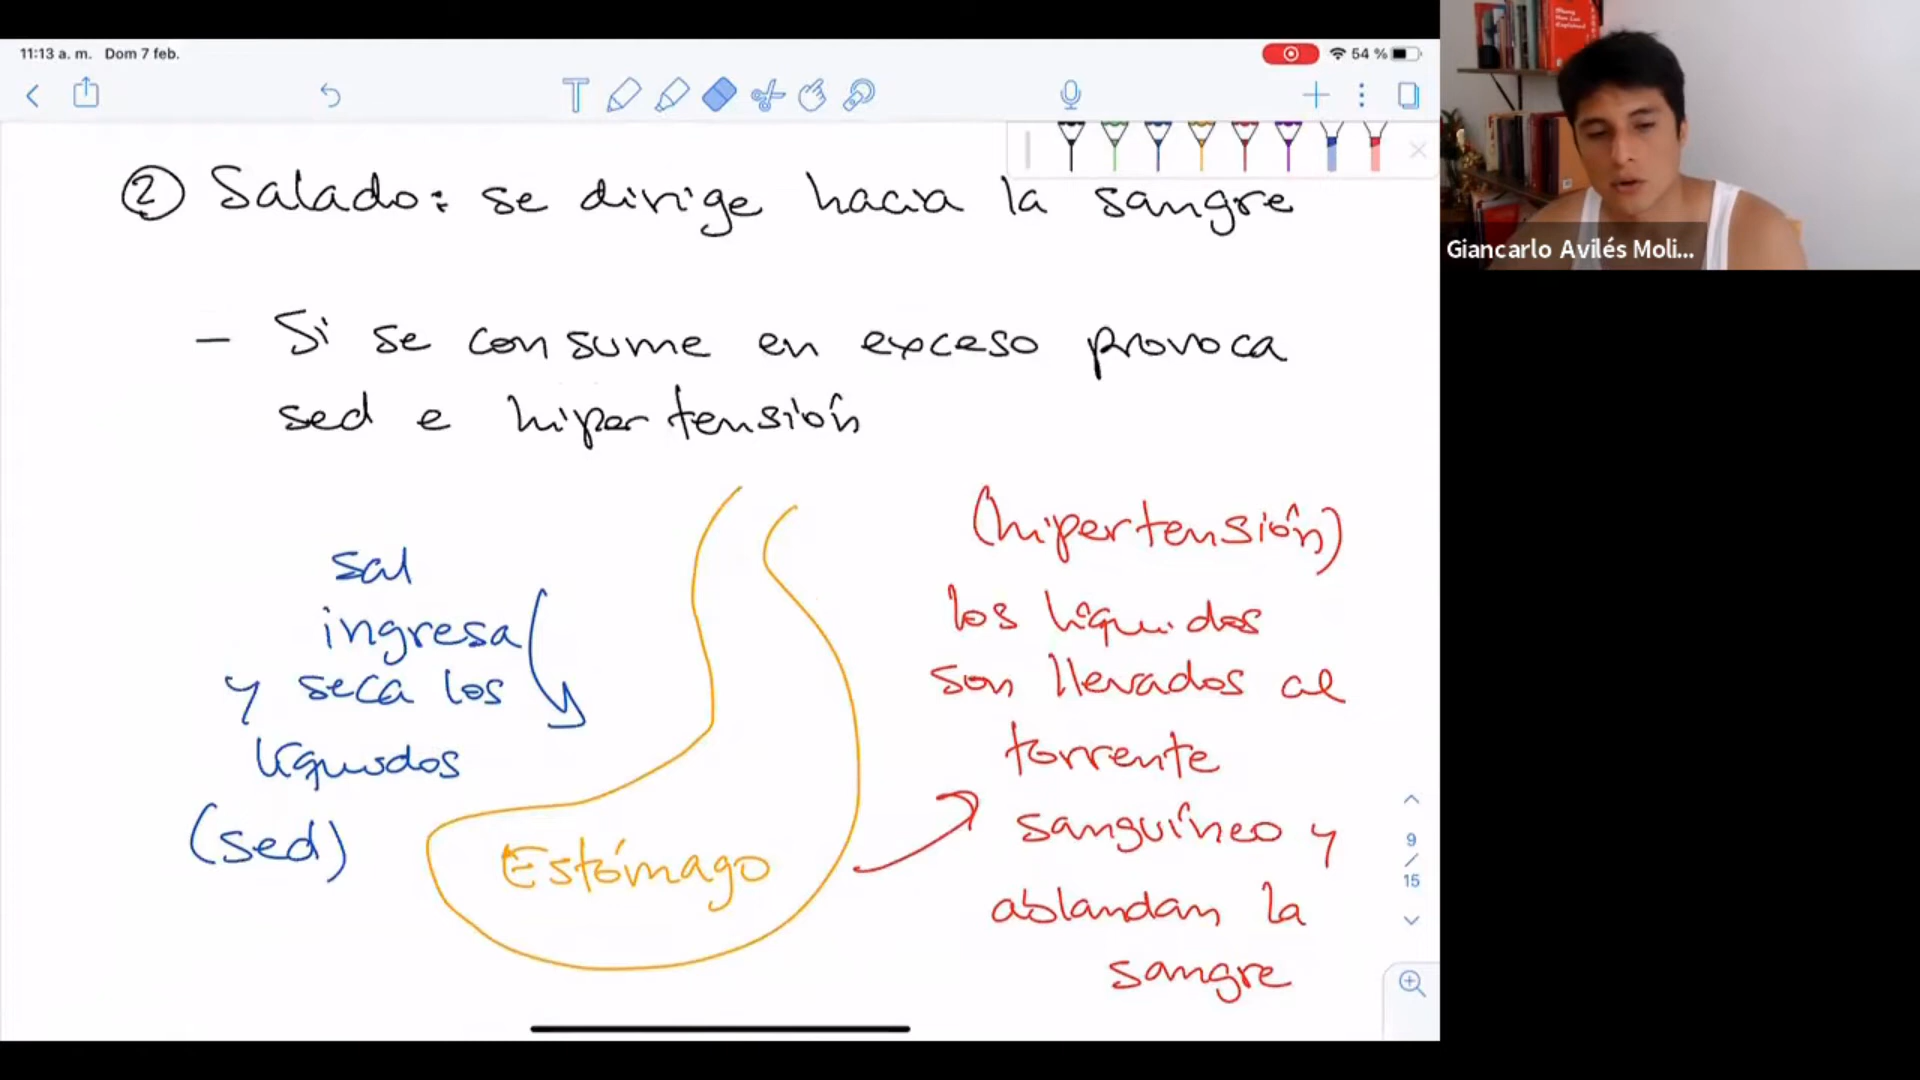 11:13 a. m. Dom 7 feb.
54 %
② Salado: se dirige hacia la sangre
- Si se consume en exceso provoca
sed e hipertensión
sal
ingresa
y seca los
líquidos
(sed)
Estómago
(hipertensión)
los líquidos
son llevados al
torrente
sanguíneo y
ablandan la
sangre
9
/
15
Giancarlo Avilés Moli...